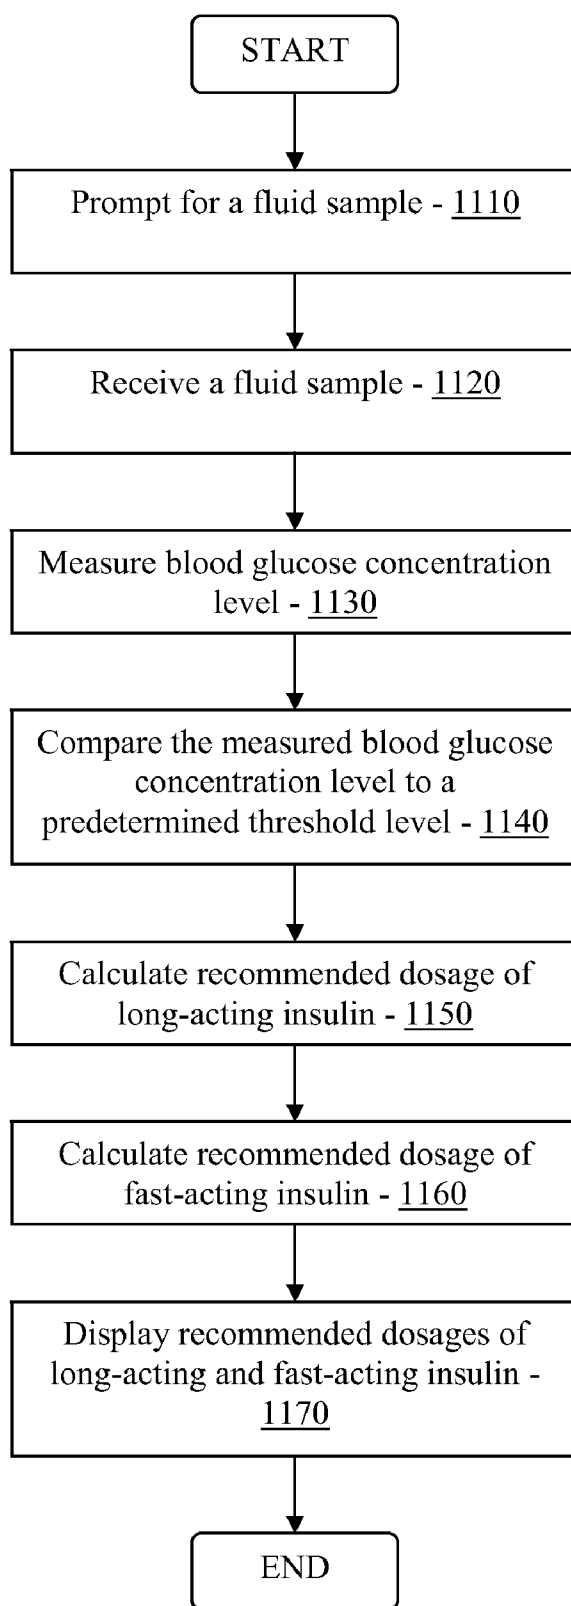 START
Prompt for a fluid sample - 1110
Receive a fluid sample - 1120
Measure blood glucose concentration
level - 1130
Compare the measured blood glucose
concentration level to a
predetermined threshold level - 1140
Calculate recommended dosage of
long-acting insulin - 1150
Calculate recommended dosage of
fast-acting insulin - 1160
Display recommended dosages of
long-acting and fast-acting insulin -
1170
END